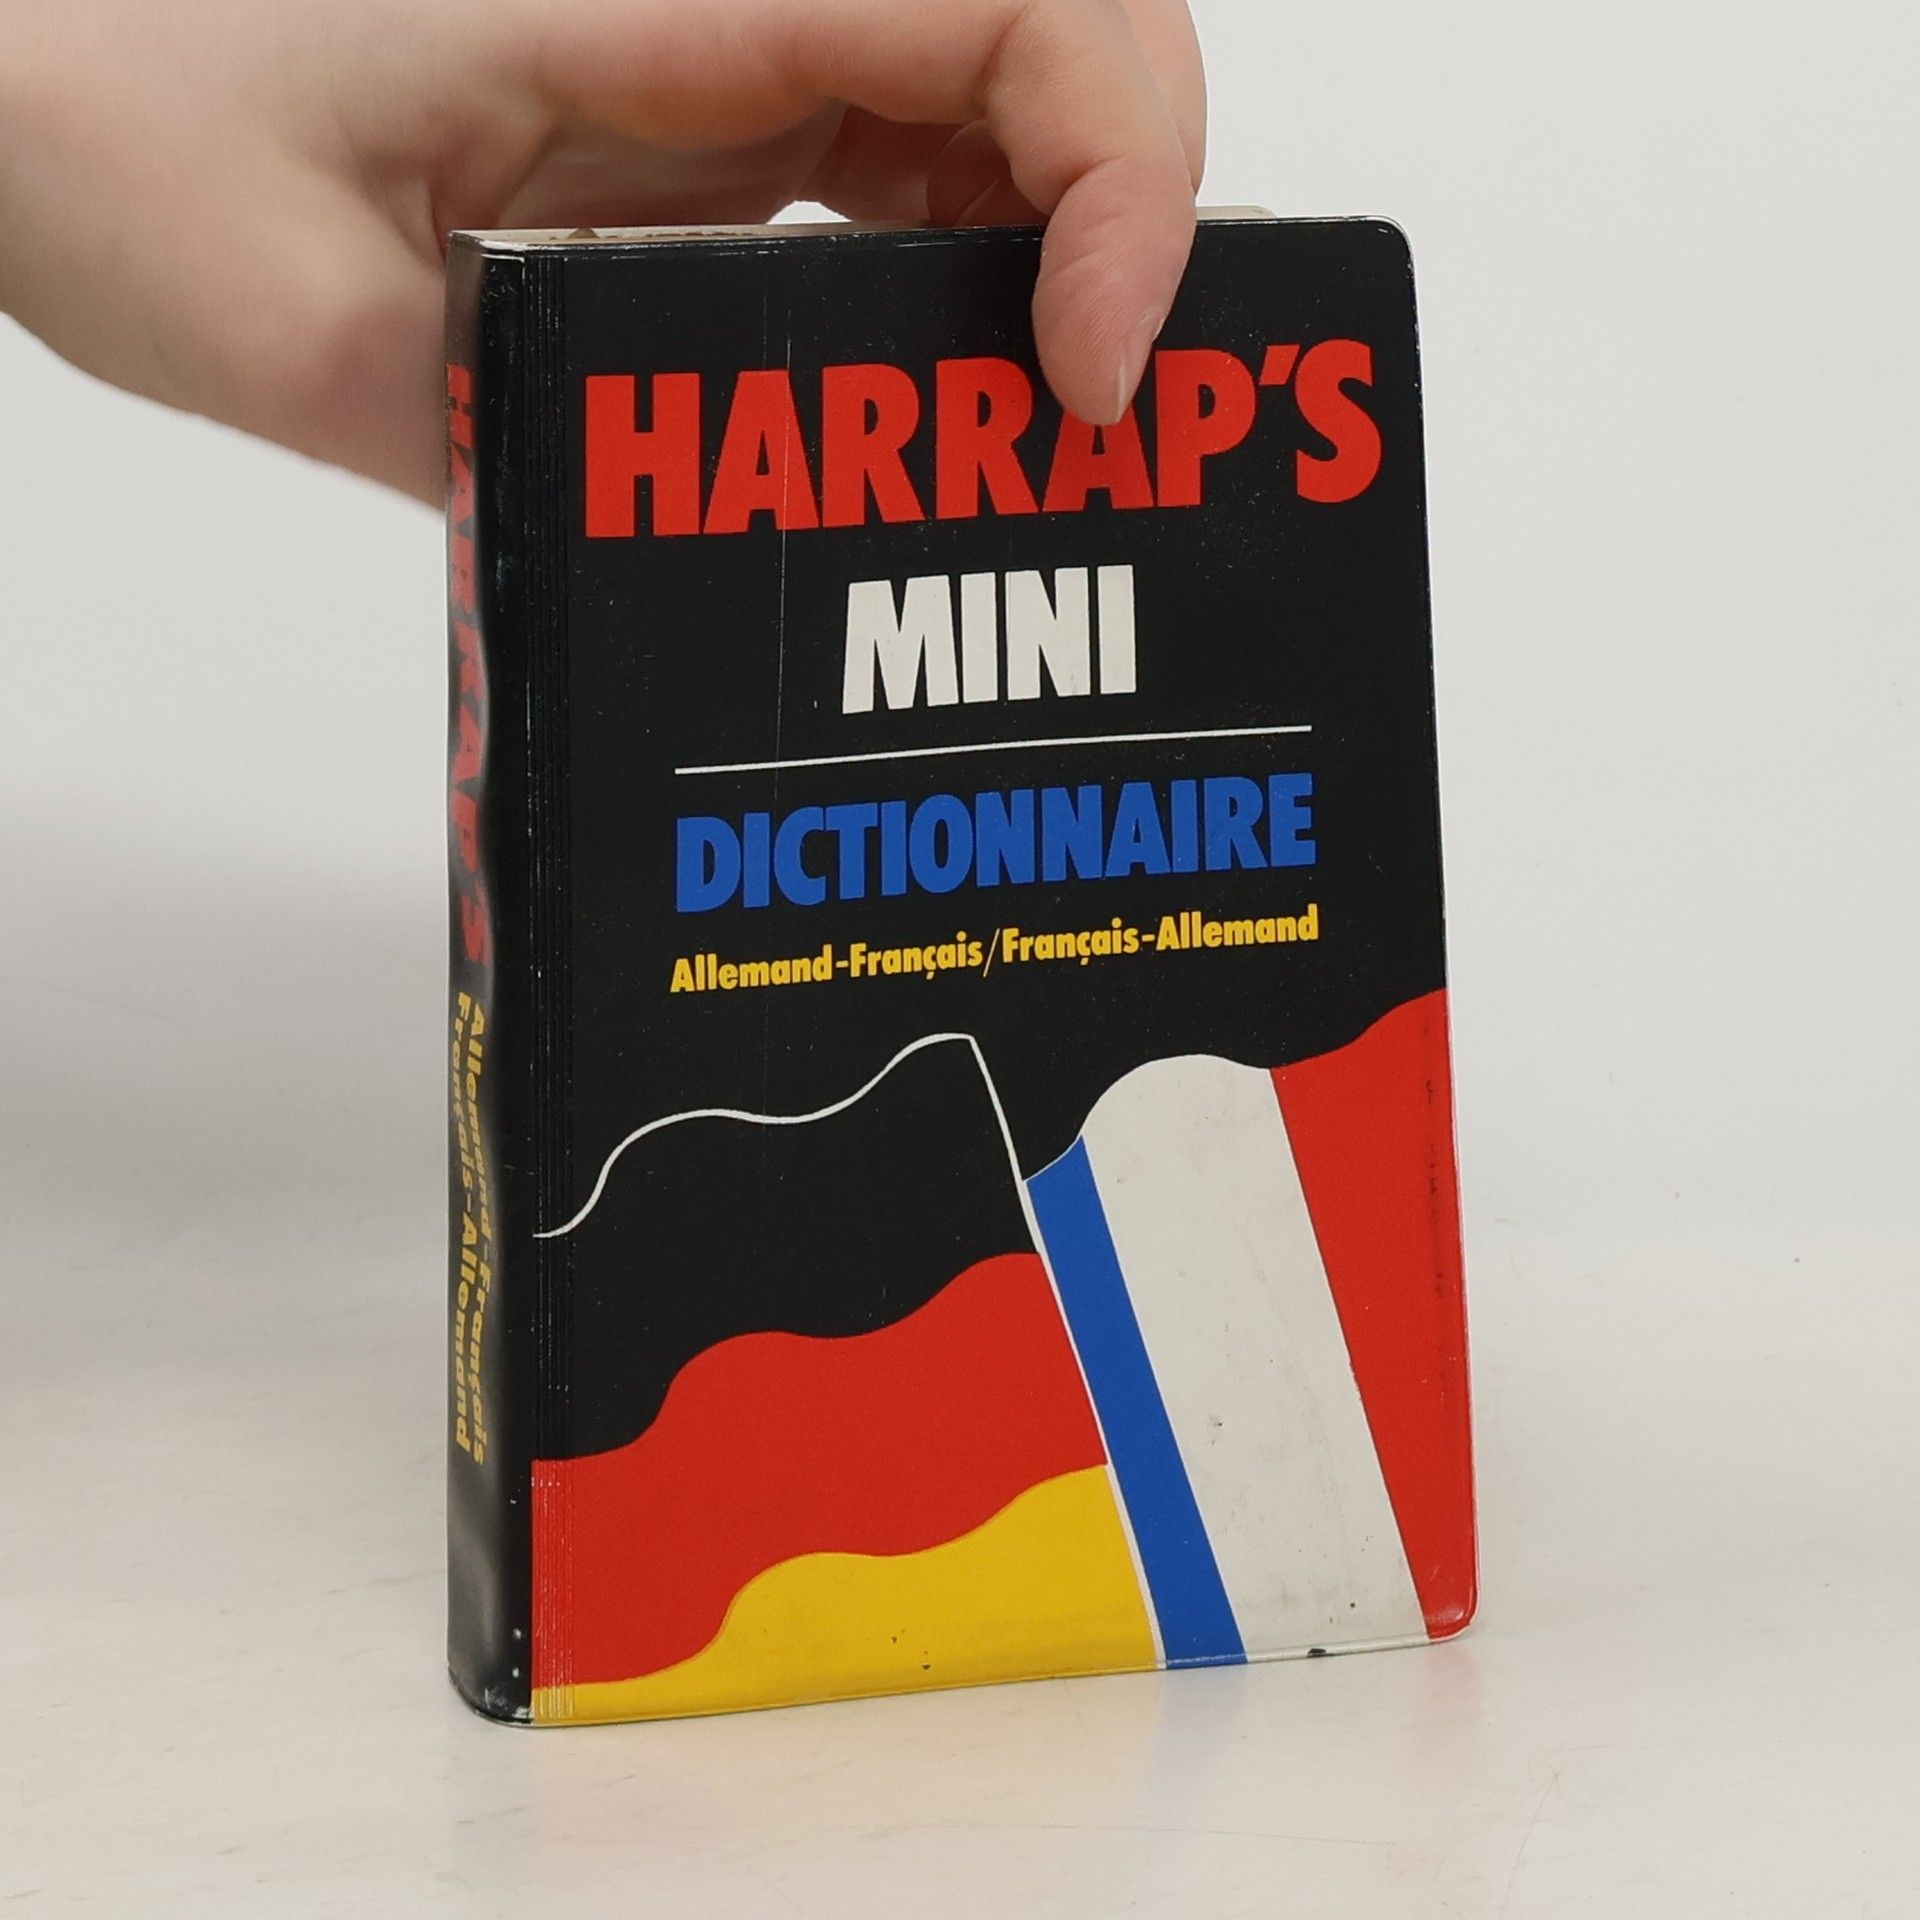 HARRAP'S
MINI
DICTIONNAIRE
Allemand-Français/Français-Allemand
HARRAP'S
Allemand-Français
Français-Allemand